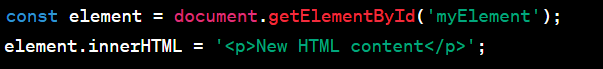 const element = document.getElementById('myElement');
element.innerHTML = '<p>New HTML content</p>';